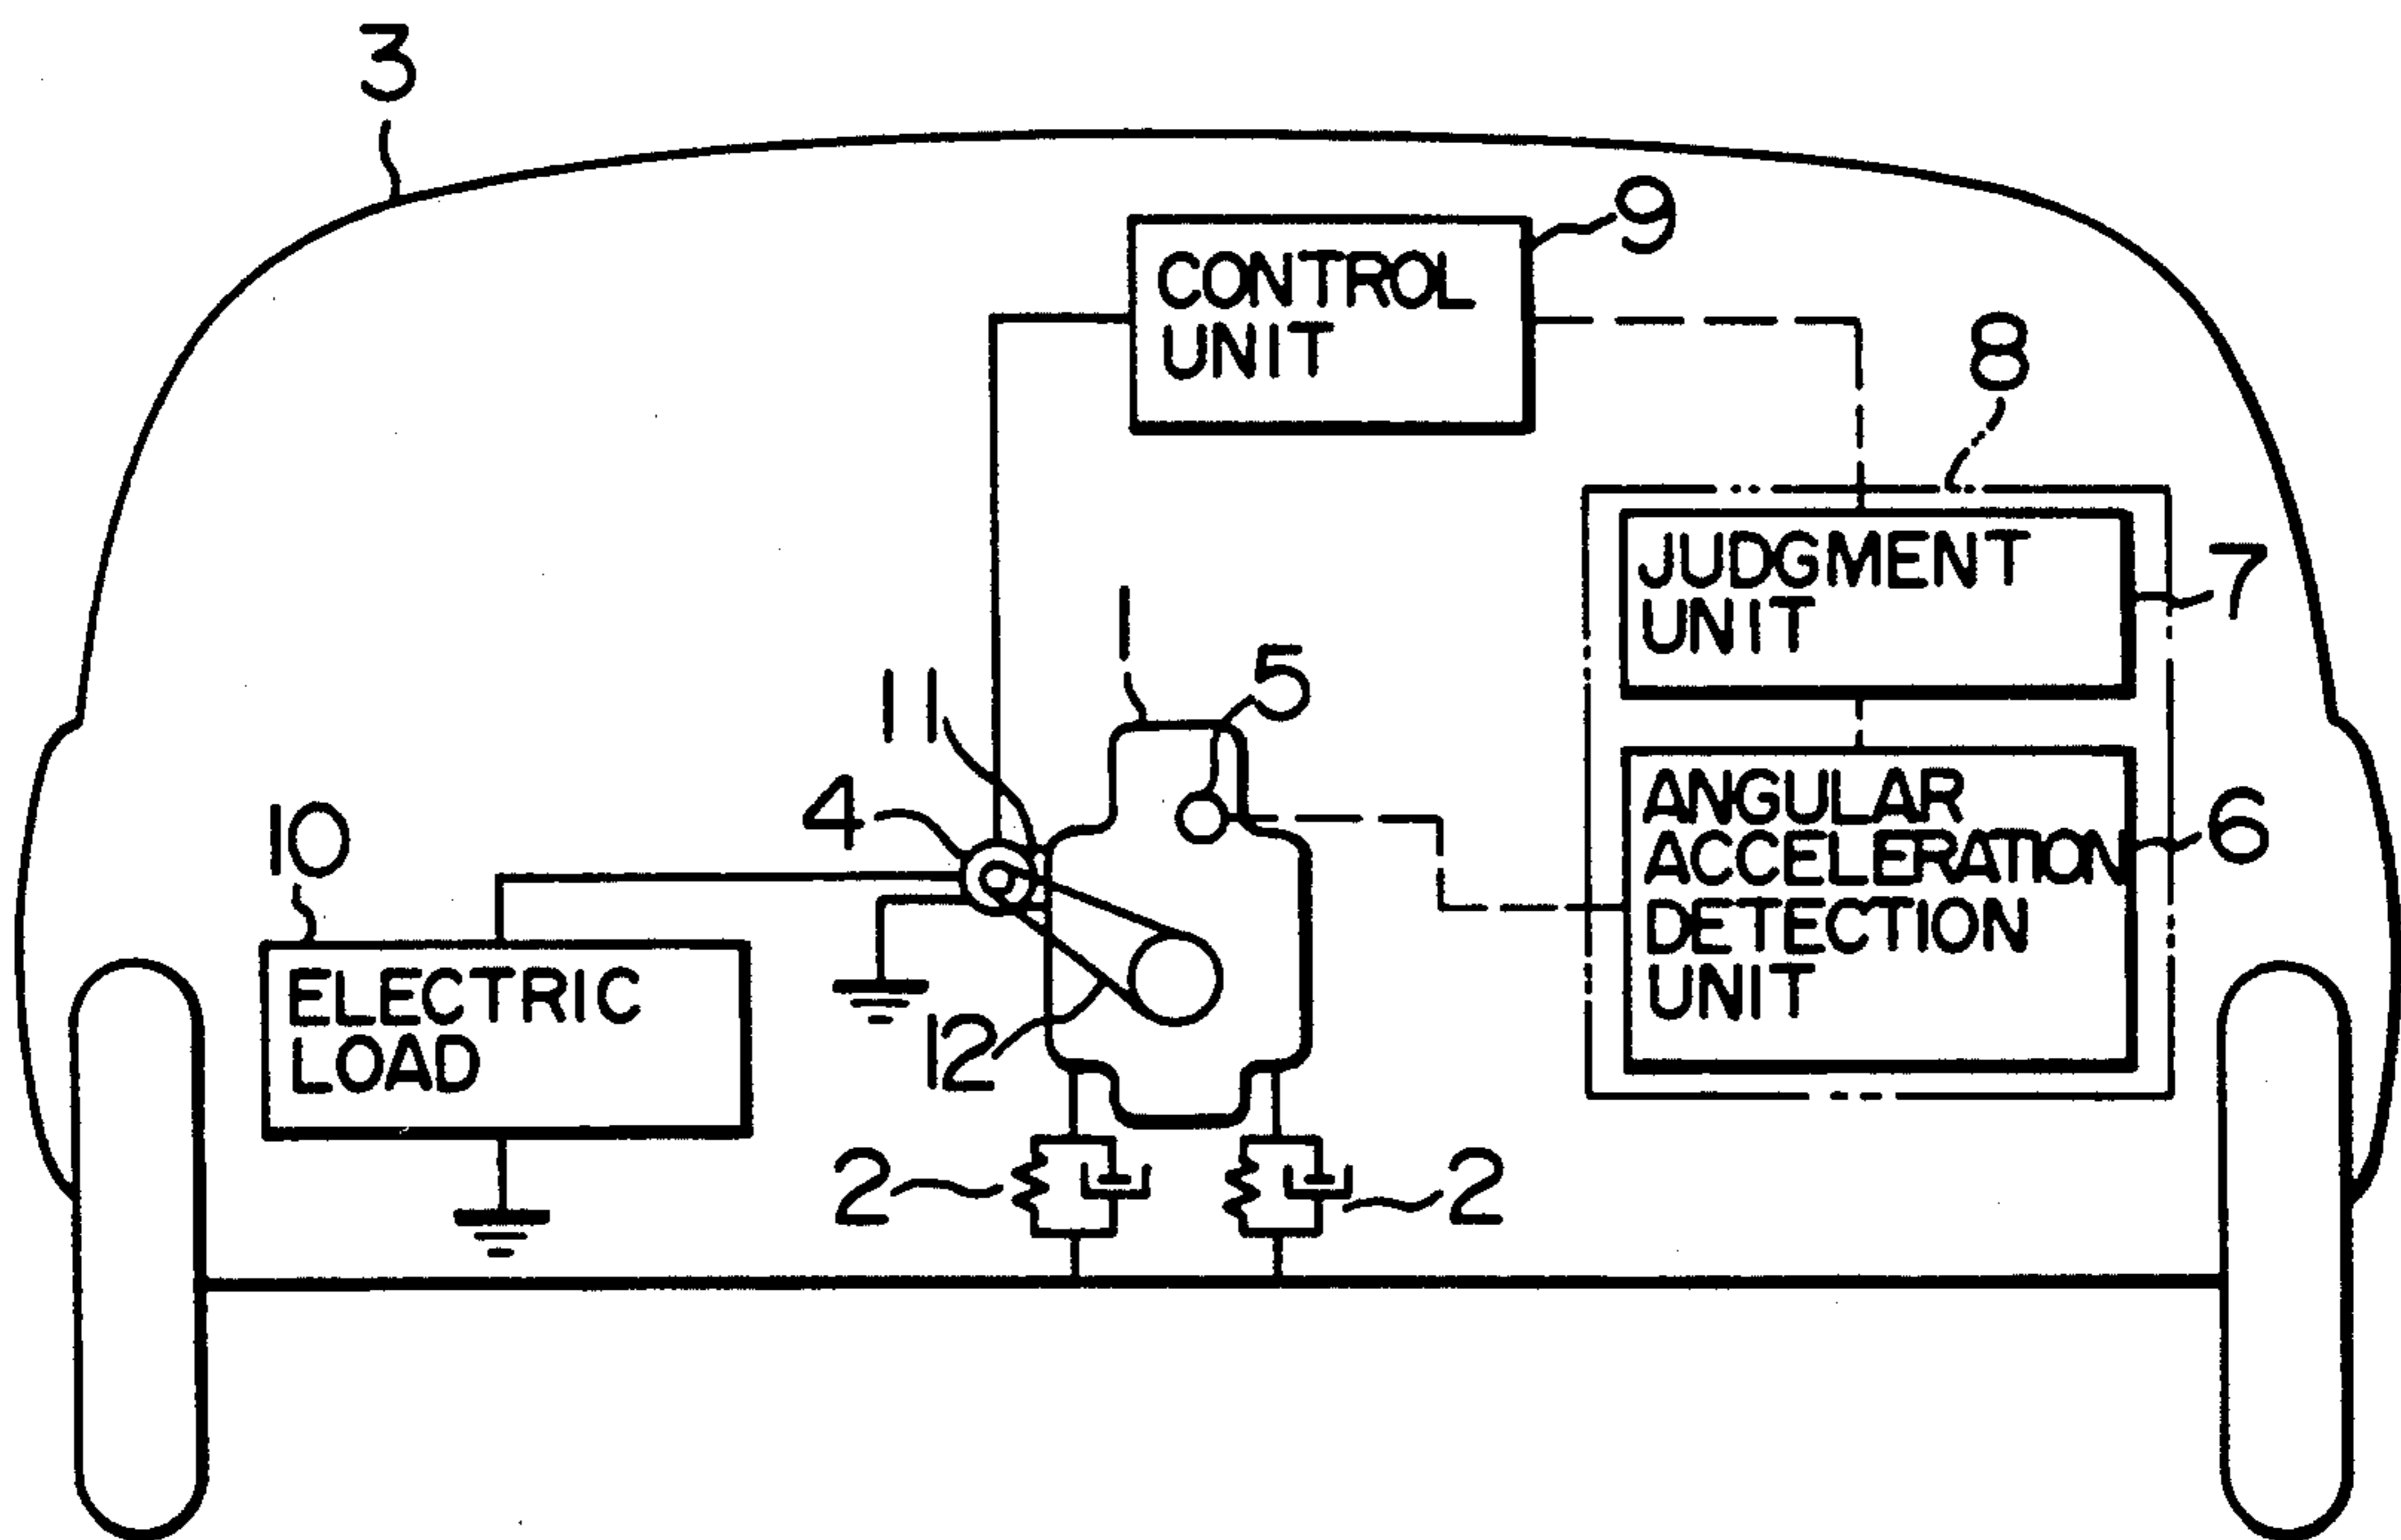 3
9
CONTROL
UNIT
8
JUDGMENT
UNIT
7
1
5
11
4
10
ANGULAR
ACCELERATION
DETECTION
UNIT
6
ELECTRIC
LOAD
12
2
2